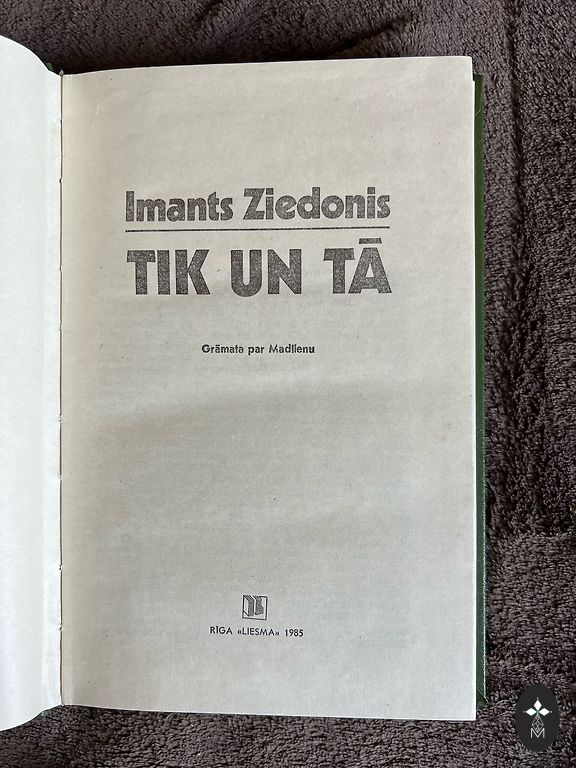 Imants Ziedonis
TIK UN TĀ
Grāmata par Madlienu
RĪGA «LIESMA» 1985
M